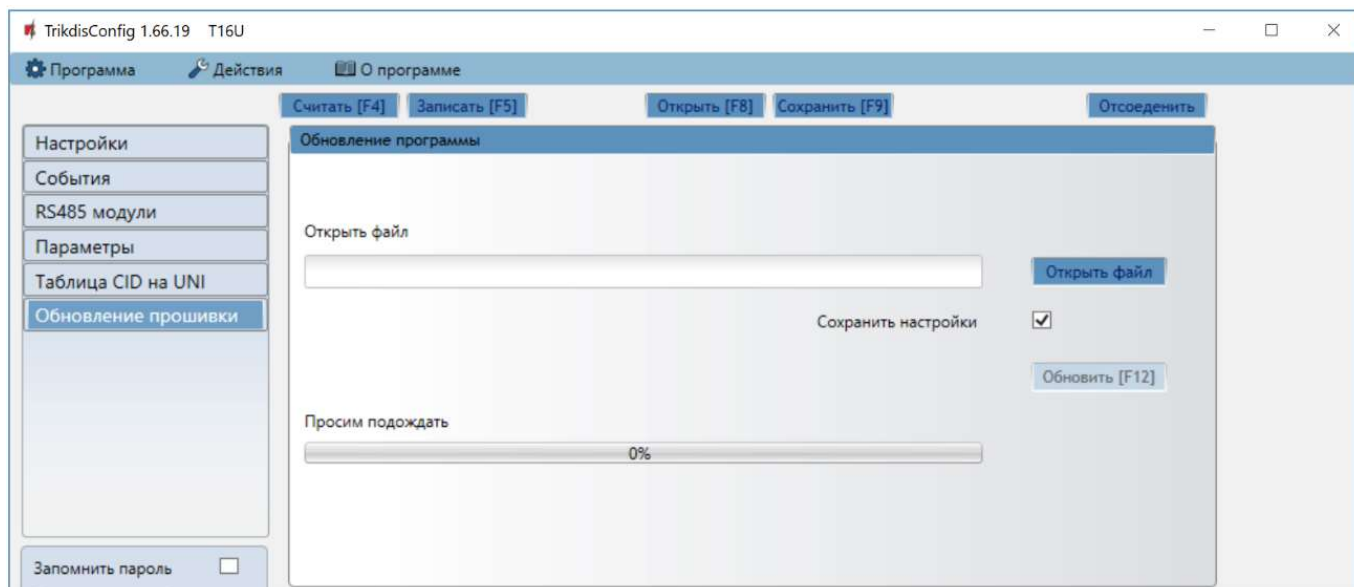 TrikdisConfig 1.66.19 T16U
Программа Действия О программе
Считать [F4] Записать [F5] Открыть [F8] Сохранить [F9] Отсоеденить
Настройки
События
RS485 модули
Параметры
Таблица CID на UNI
Обновление прошивки
Запомнить пароль
Обновление программы
Открыть файл
Открыть файл
Сохранить настройки
Обновить [F12]
Просим подождать
0%